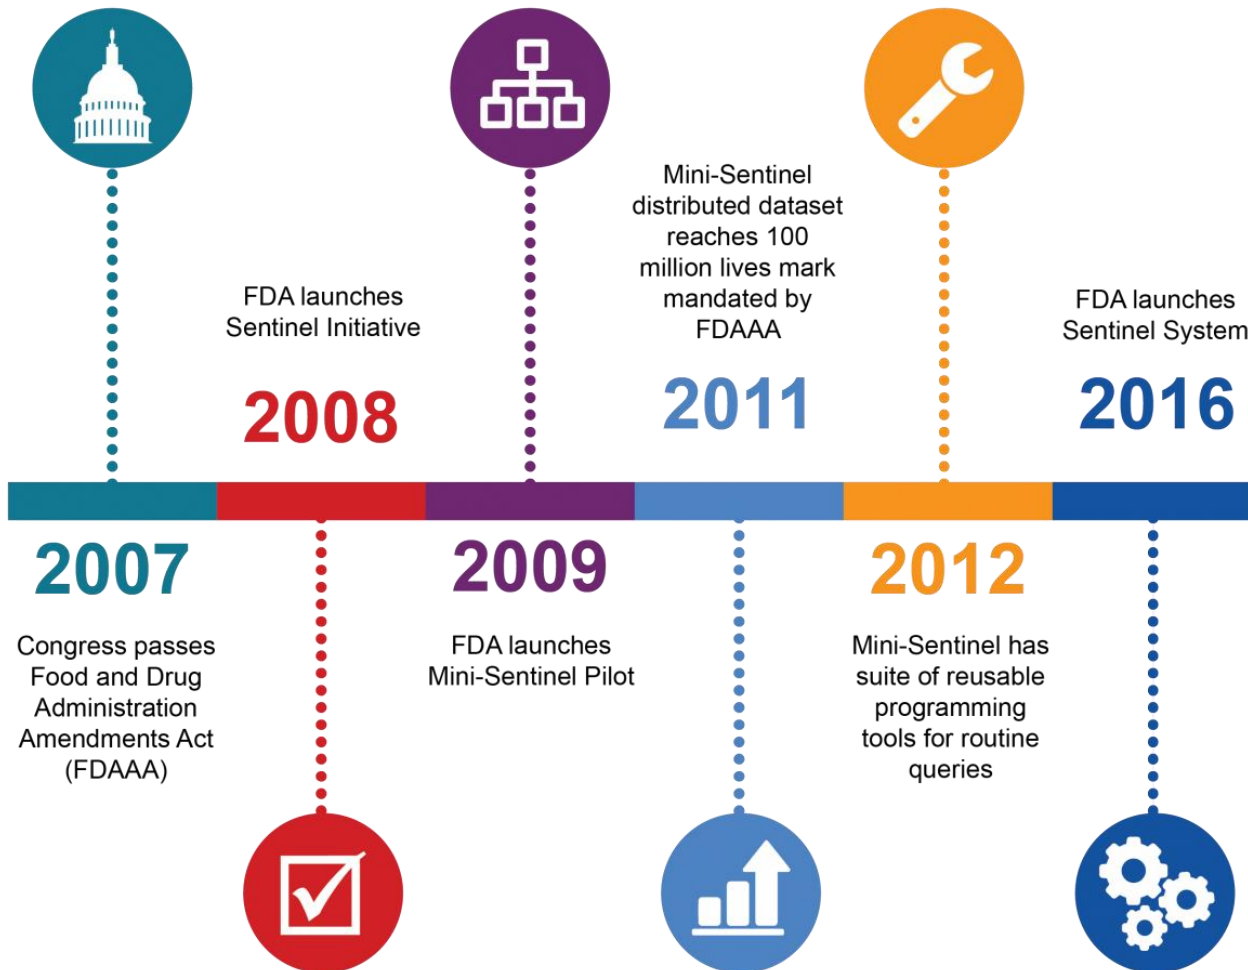 2007
Congress passes
Food and Drug
Administration
Amendments Act
(FDAAA)
FDA launches
Sentinel Initiative
2008
2009
FDA launches
Mini-Sentinel Pilot
Mini-Sentinel
distributed dataset
reaches 100
million lives mark
mandated by
FDAAA
2011
2012
Mini-Sentinel has
suite of reusable
programming
tools for routine
queries
FDA launches
Sentinel System
2016